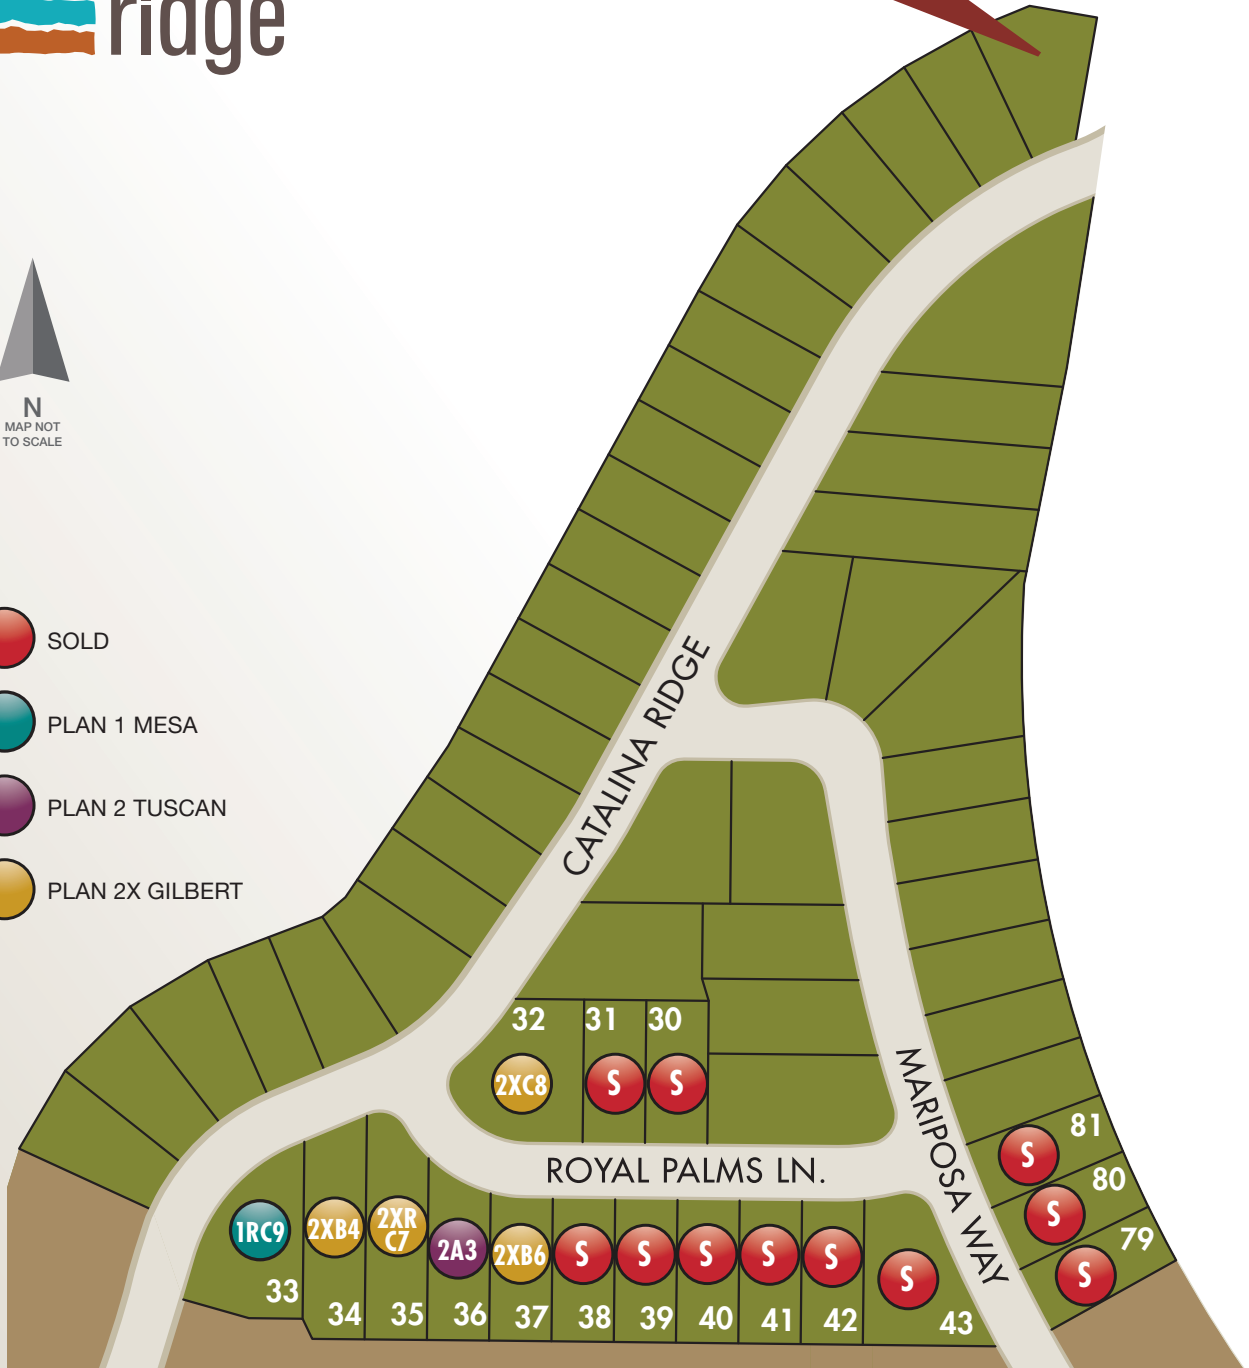 ridge
N
MAP NOT
TO SCALE
SOLD
PLAN 1 MESA
PLAN 2 TUSCAN
PLAN 2X GILBERT
CATALINA RIDGE
32
31
30
2XC8
S
S
ROYAL PALMS LN.
MARIPOSA WAY
81
S
80
S
79
S
1RC9
2XB4
2XR
C7
2A3
2XB6
S
S
S
S
S
S
33
34
35
36
37
38
39
40
41
42
43